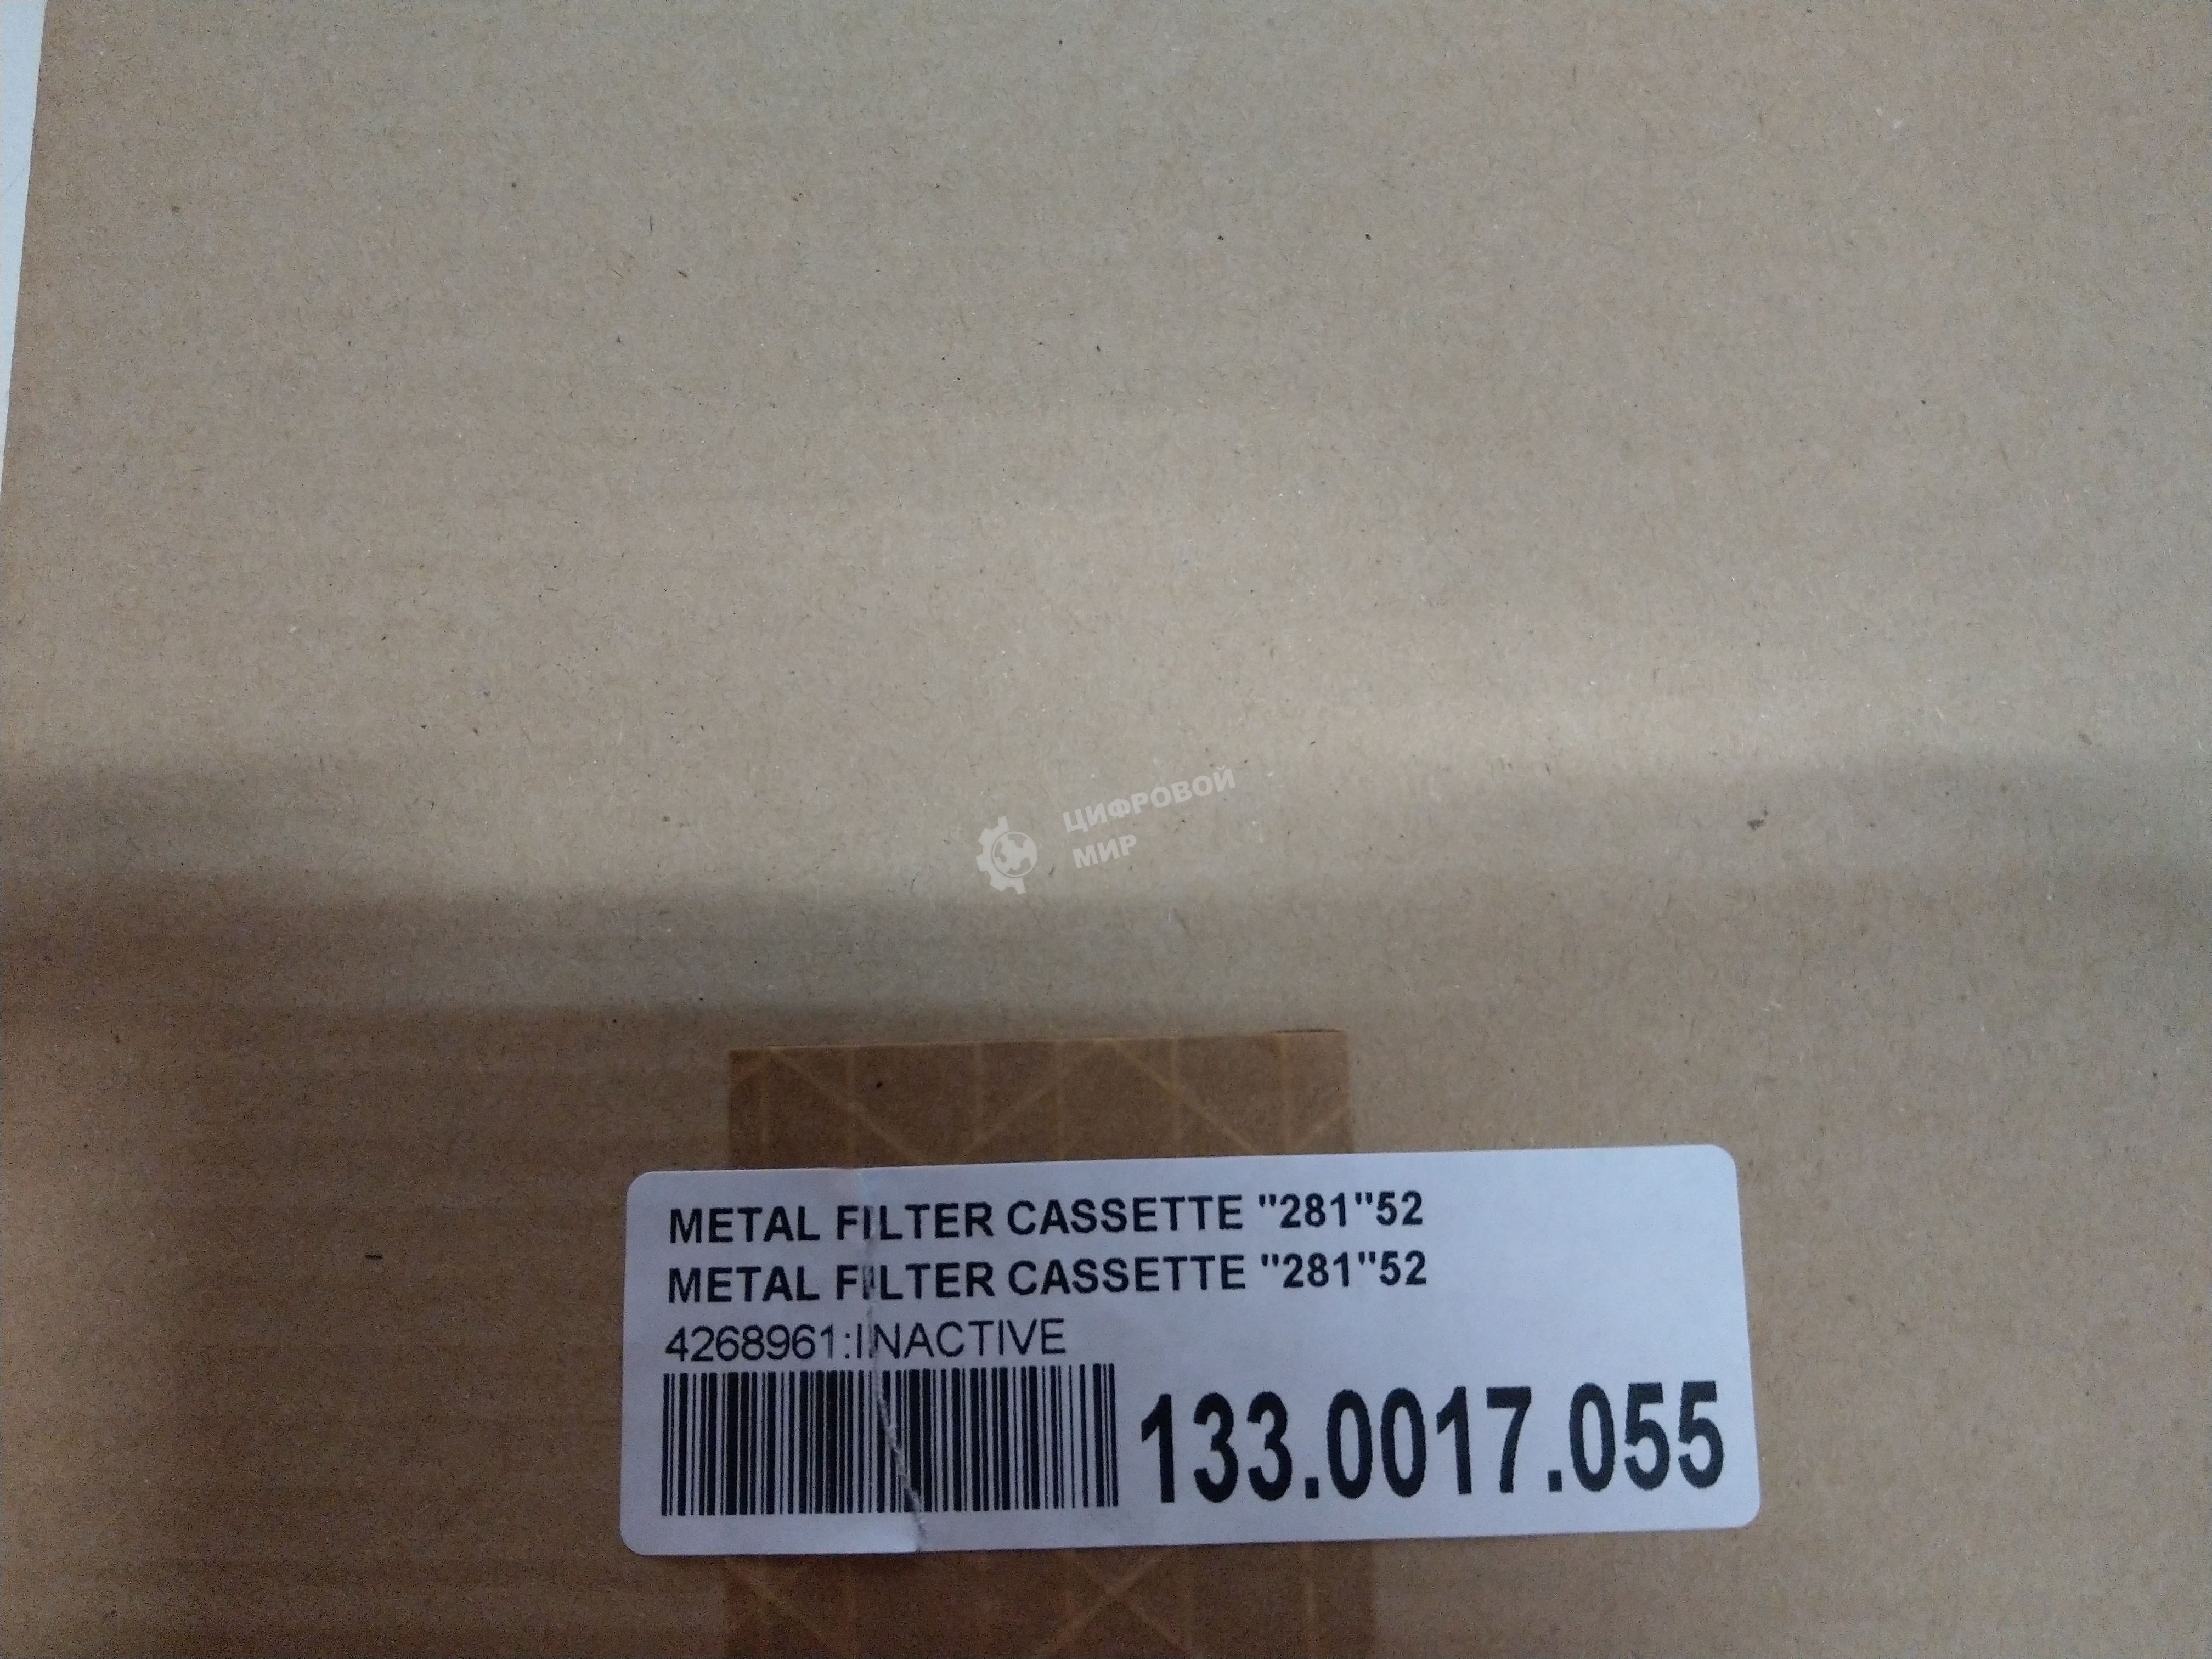 ЦИФРОВОЙ
МИР
METAL FILTER CASSETTE "281"52
METAL FILTER CASSETTE "281"52
4268961:INACTIVE
133.0017.055